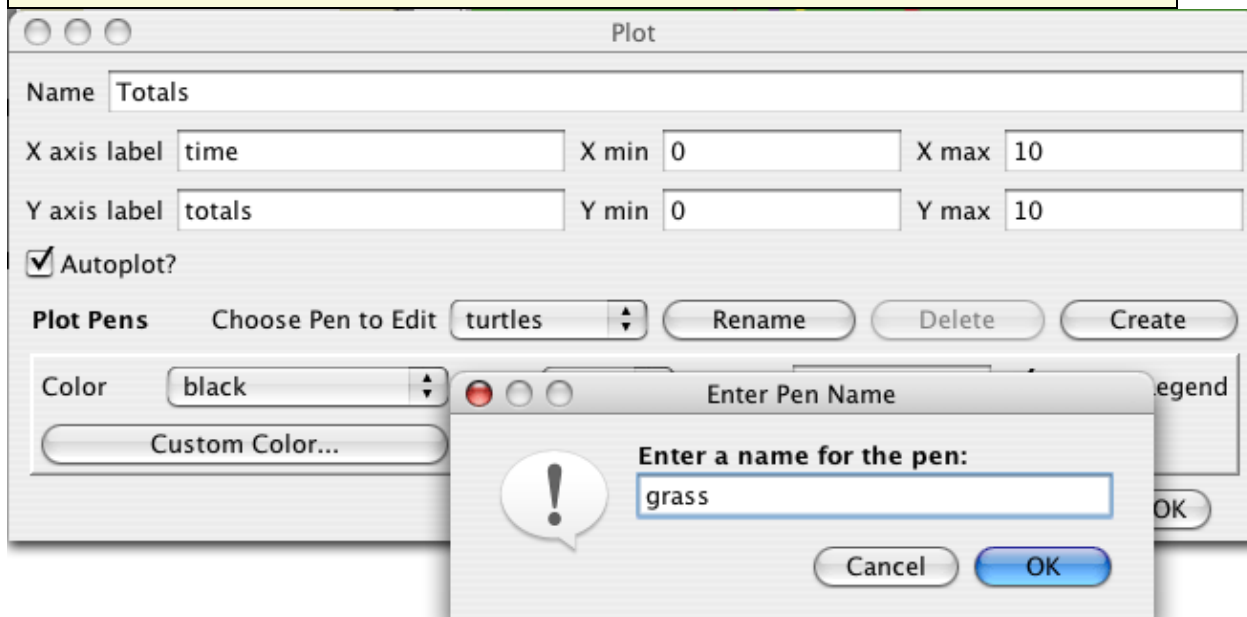 Plot
Name Totals
X axis label time X min 0 X max 10
Y axis label totals Y min 0 Y max 10
Autoplot?
Plot Pens Choose Pen to Edit turtles Rename Delete Create
Color black
Enter Pen Name
egend
Custom Color...
Enter a name for the pen:
grass
OK
Cancel OK